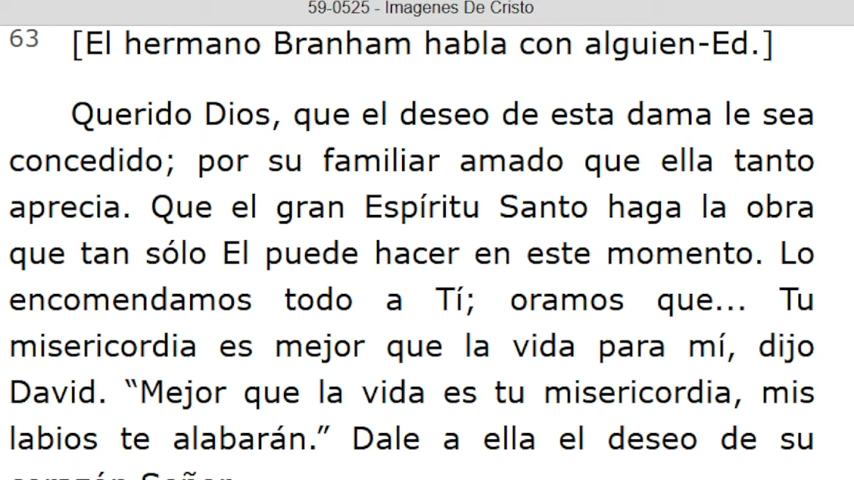 59-0525 - Imagenes De Cristo
63 [El hermano Branham habla con alguien-Ed.]
Querido Dios, que el deseo de esta dama le sea
concedido; por su familiar amado que ella tanto
aprecia. Que el gran Espíritu Santo haga la obra
que tan sólo El puede hacer en este momento. Lo
encomendamos todo a Tí; oramos que... Tu
misericordia es mejor que la vida para mí, dijo
David. “Mejor que la vida es tu misericordia, mis
labios te alabarán.” Dale a ella el deseo de su
corazón Señor